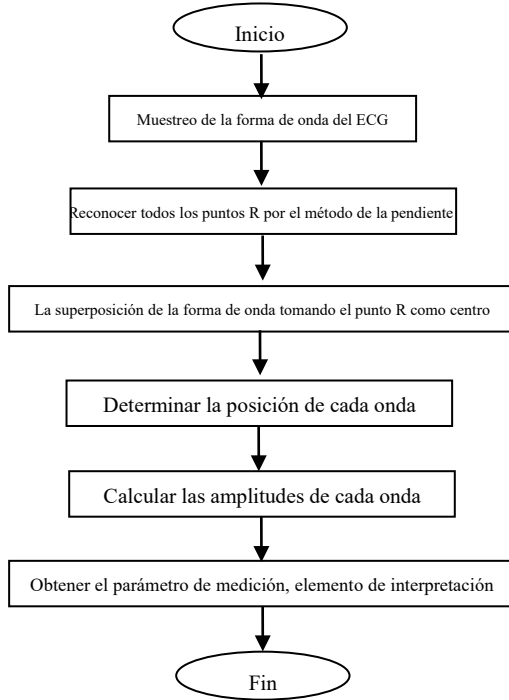 Inicio
Muestreo de la forma de onda del ECG
Reconocer todos los puntos R por el método de la pendiente
La superposición de la forma de onda tomando el punto R como centro
Determinar la posición de cada onda
Calcular las amplitudes de cada onda
Obtener el parámetro de medición, elemento de interpretación
Fin